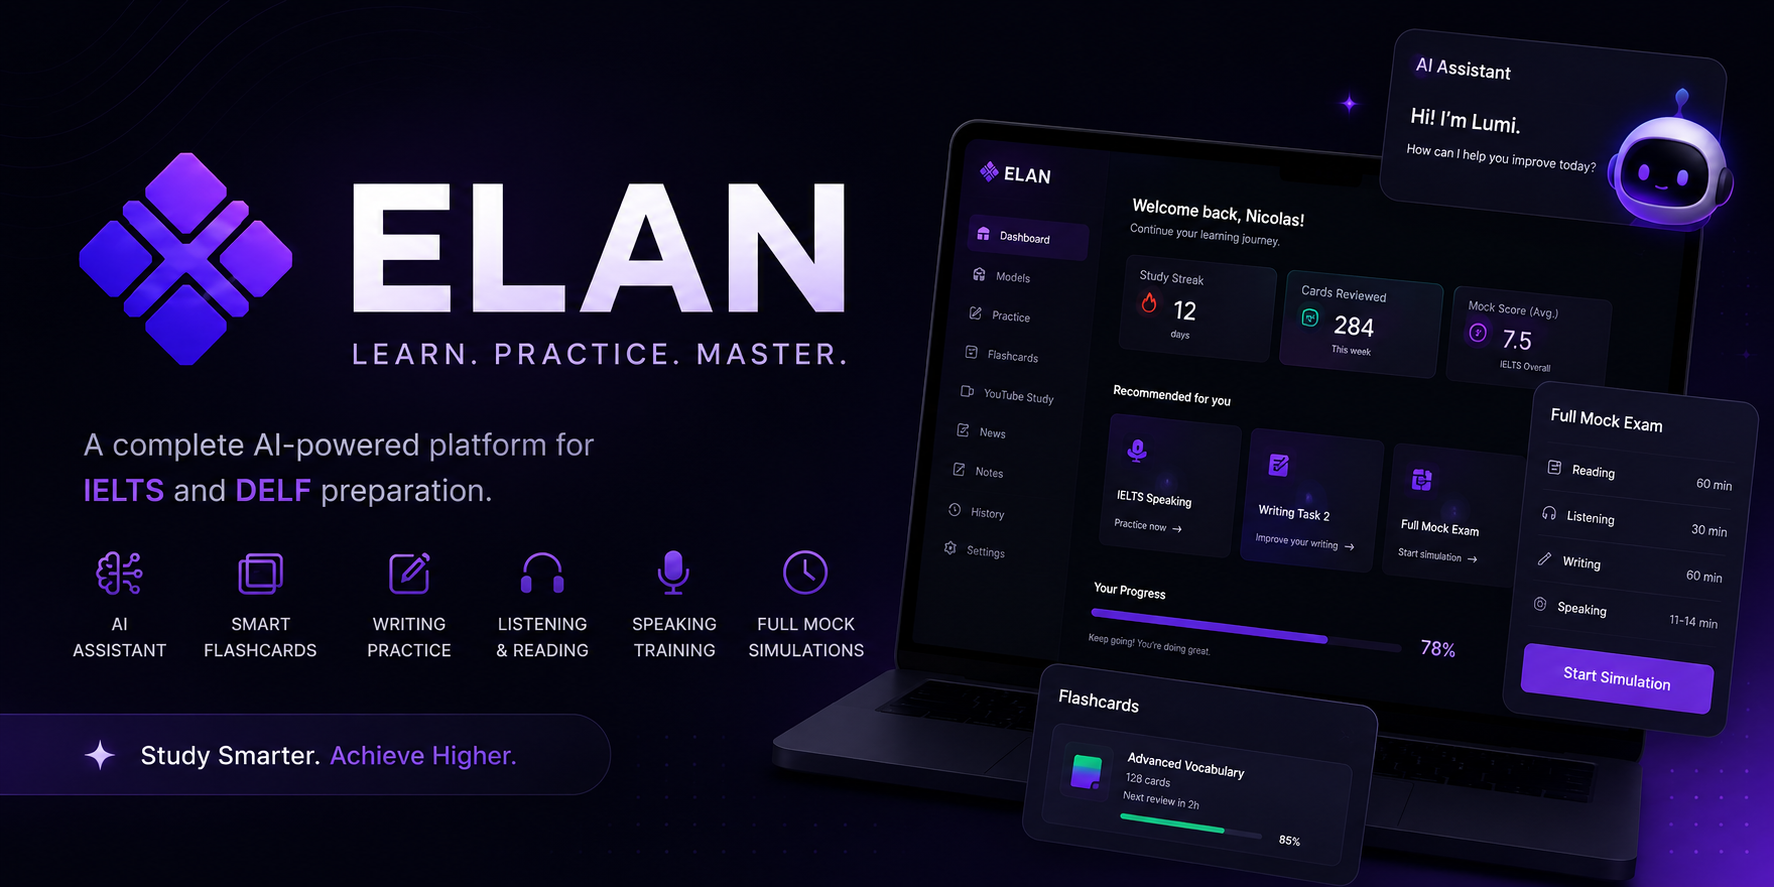 ELAN
LEARN. PRACTICE. MASTER.
A complete AI-powered platform for
IELTS and DELF preparation.
AI
ASSISTANT
SMART
FLASHCARDS
WRITING
PRACTICE
LISTENING
& READING
SPEAKING
TRAINING
FULL MOCK
SIMULATIONS
Study Smarter. Achieve Higher.
ELAN
Dashboard
Models
Practice
Flashcards
YouTube Study
News
Notes
History
Settings
Welcome back, Nicolas!
Continue your learning journey.
Study Streak
12
days
Cards Reviewed
284
This week
Mock Score (Avg.)
7.5
IELTS Overall
Recommended for you
IELTS Speaking
Practice now →
Writing Task 2
Improve your writing →
Full Mock Exam
Start simulation →
Your Progress
78%
Keep going! You're doing great.
AI Assistant
Hi! I'm Lumi.
How can I help you improve today?
Full Mock Exam
Reading 60 min
Listening 30 min
Writing 60 min
Speaking 11-14 min
Start Simulation
Flashcards
Advanced Vocabulary
128 cards
Next review in 2h
85%